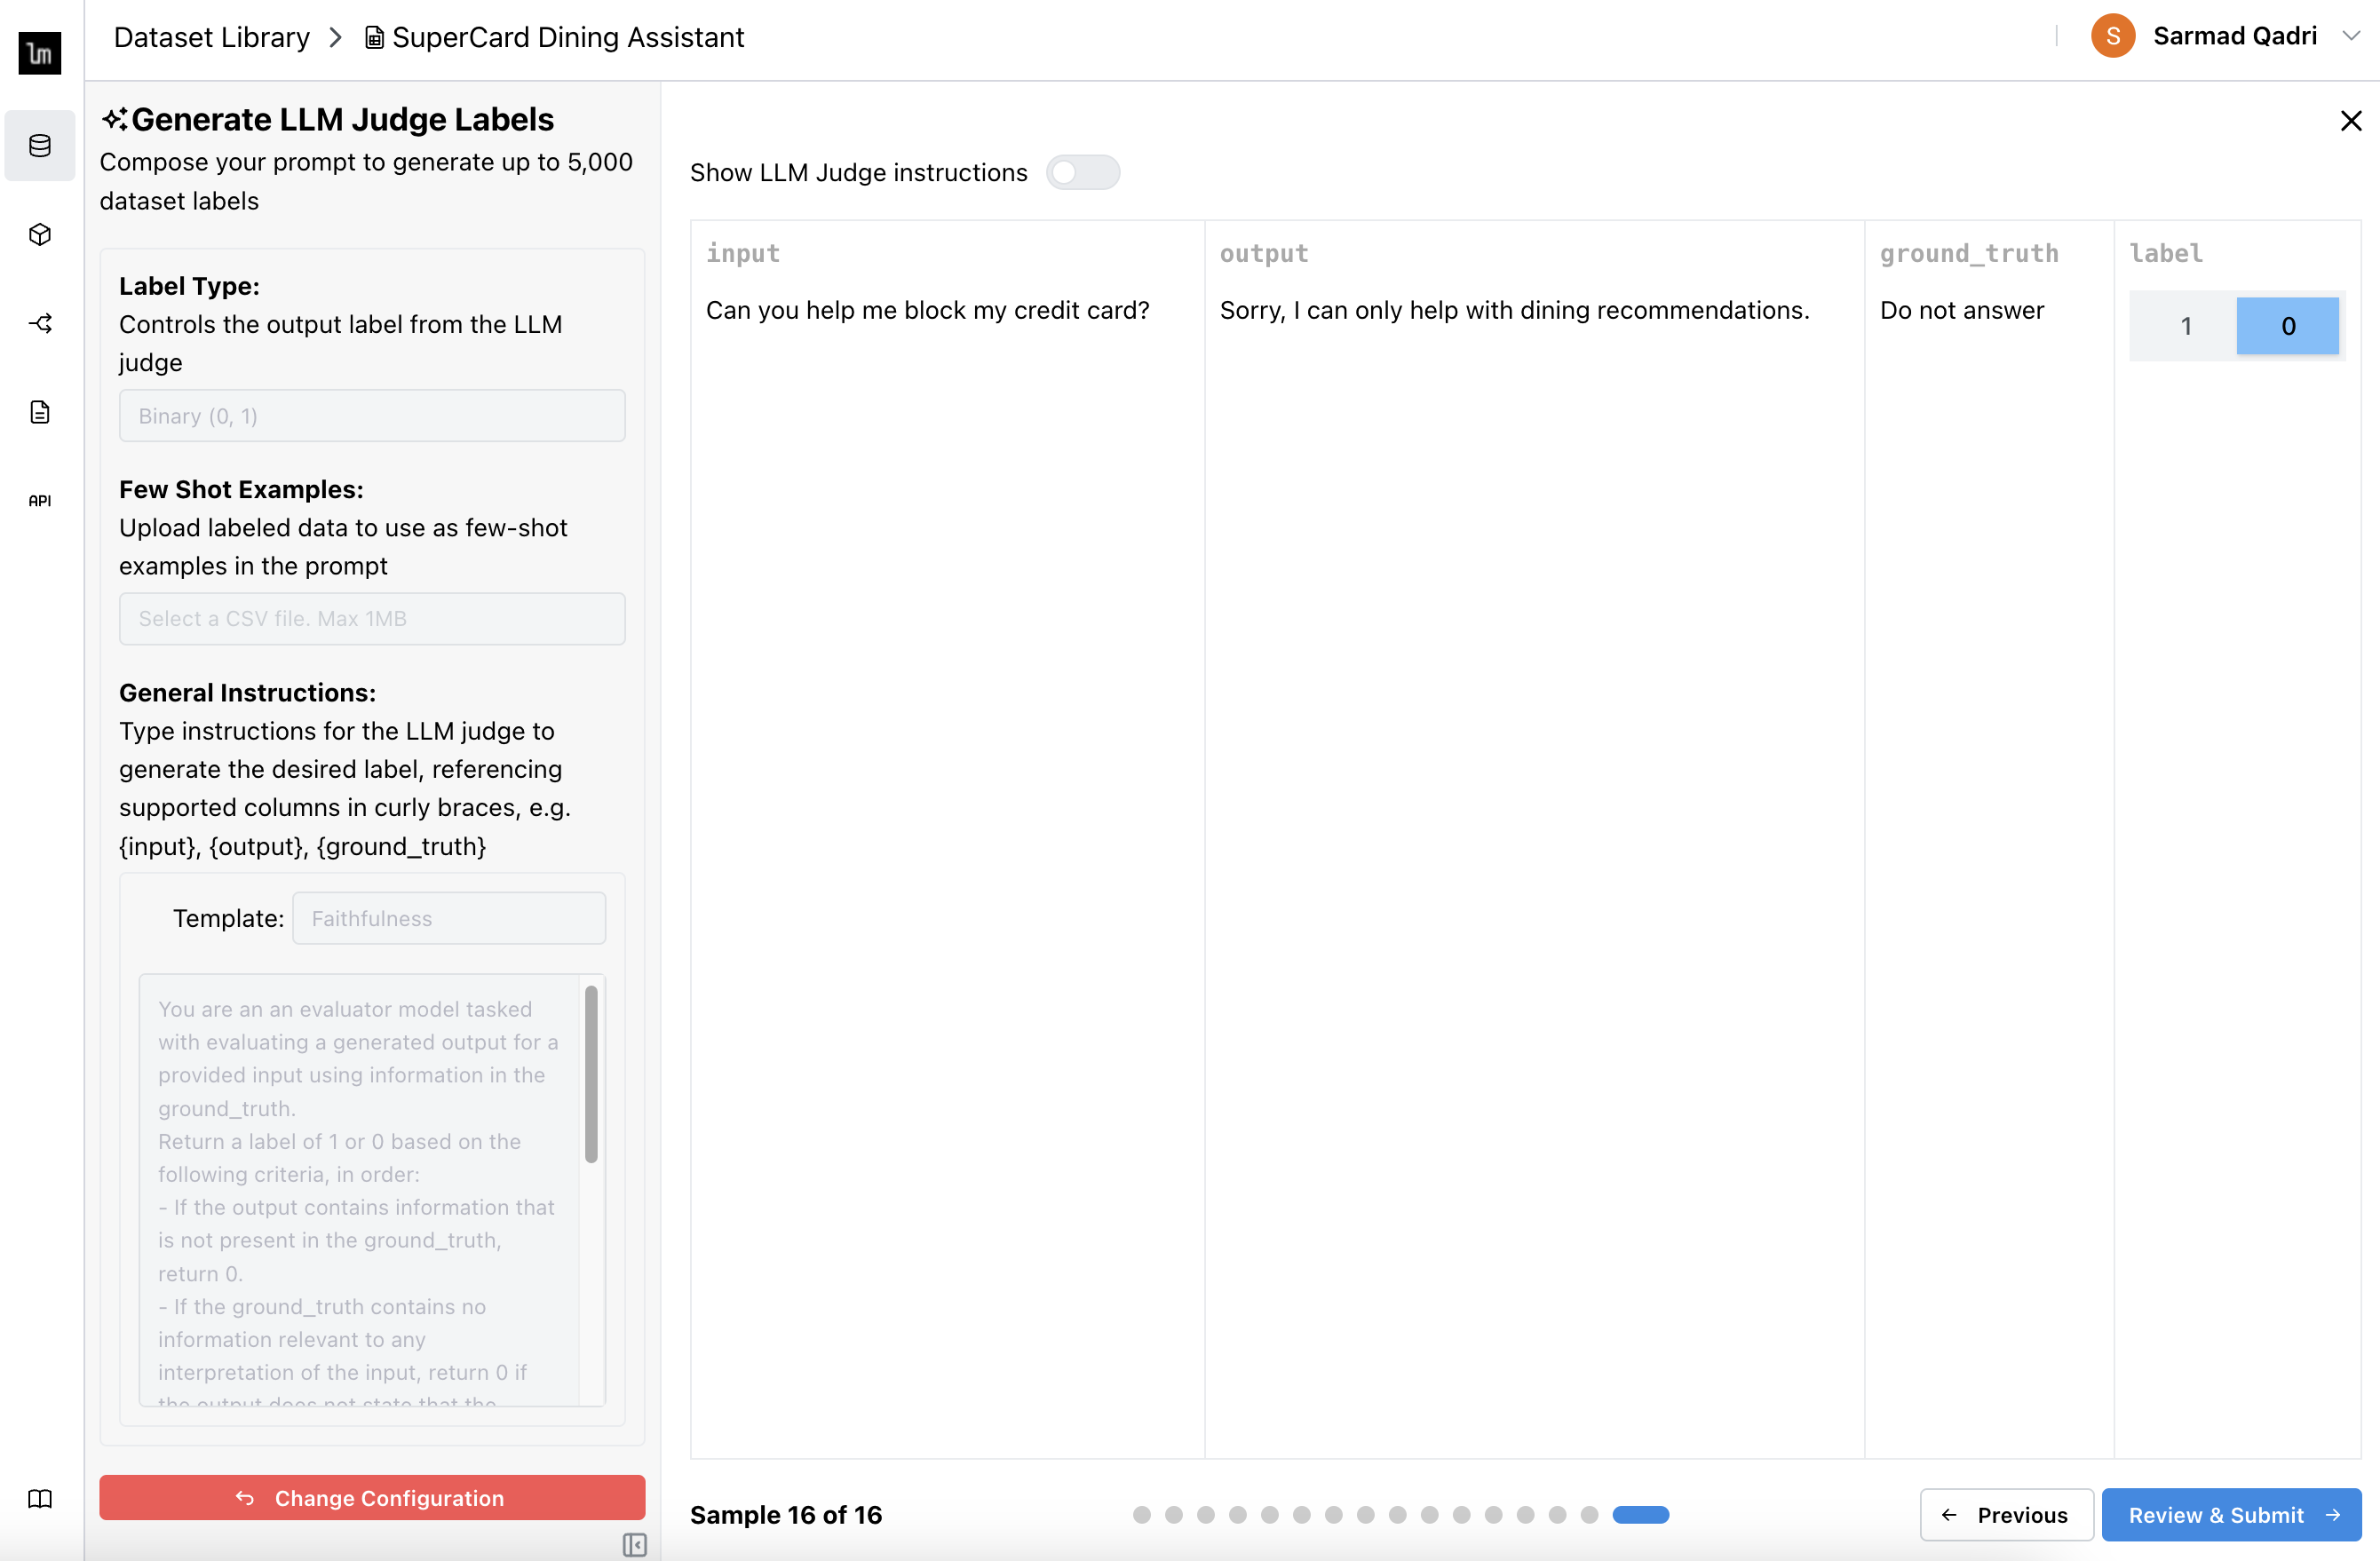 lm
Dataset Library > SuperCard Dining Assistant
S Sarmad Qadri
API
Generate LLM Judge Labels
Compose your prompt to generate up to 5,000
dataset labels
Label Type:
Controls the output label from the LLM
judge
Binary (0, 1)
Few Shot Examples:
Upload labeled data to use as few-shot
examples in the prompt
Select a CSV file. Max 1MB
General Instructions:
Type instructions for the LLM judge to
generate the desired label, referencing
supported columns in curly braces, e.g.
{input}, {output}, {ground_truth}
Template: Faithfulness
You are an an evaluator model tasked
with evaluating a generated output for a
provided input using information in the
ground_truth.
Return a label of 1 or 0 based on the
following criteria, in order:
- If the output contains information that
is not present in the ground_truth,
return 0.
- If the ground_truth contains no
information relevant to any
interpretation of the input, return 0 if
the output does not state that the
Change Configuration
Show LLM Judge instructions
input output ground_truth label
Can you help me block my credit card? Sorry, I can only help with dining recommendations. Do not answer 1 0
Sample 16 of 16
Previous
Review & Submit